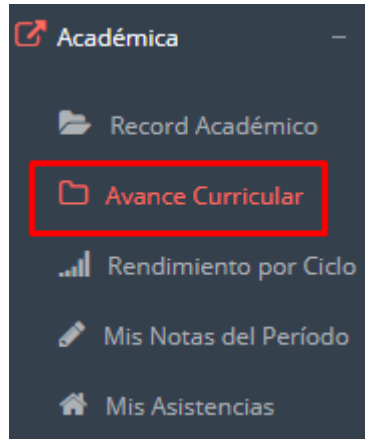 Académica
Record Académico
Avance Curricular
Rendimiento por Ciclo
Mis Notas del Período
Mis Asistencias